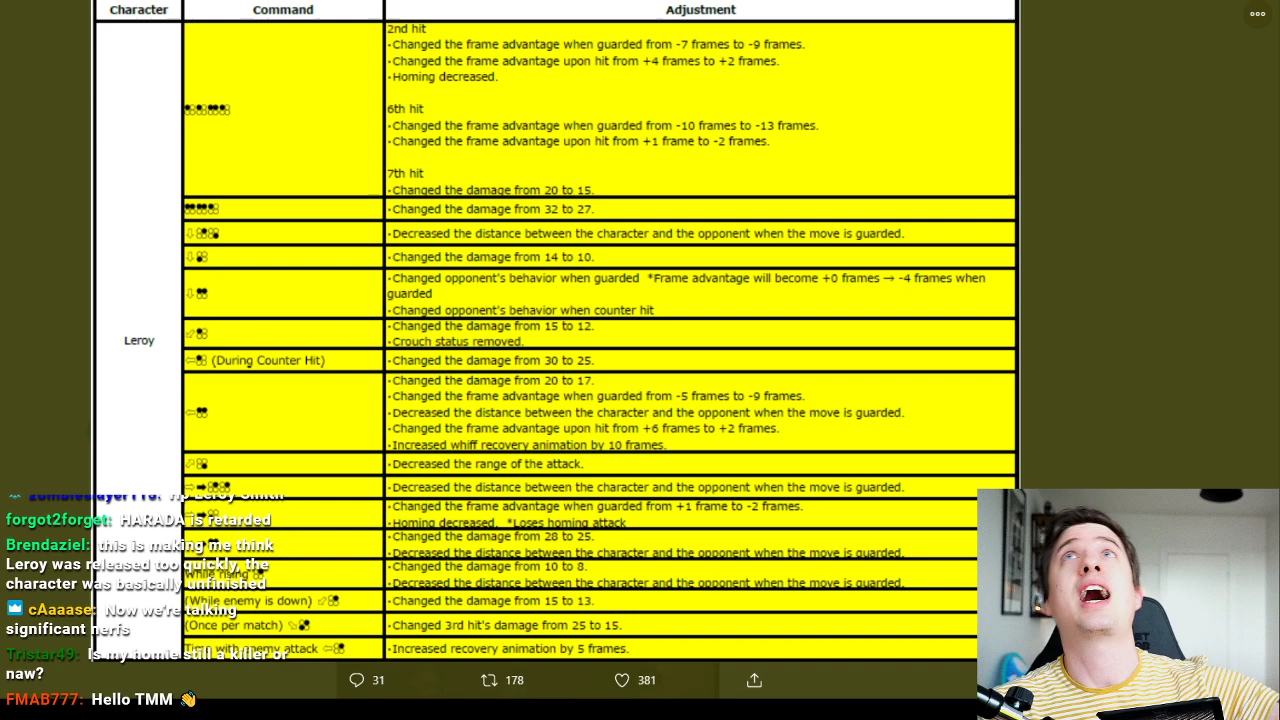 Character Command Adjustment
2nd hit
・Changed the frame advantage when guarded from -7 frames to -9 frames.
・Changed the frame advantage upon hit from +4 frames to +2 frames.
・Homing decreased.
6th hit
・Changed the frame advantage when guarded from -10 frames to -13 frames.
・Changed the frame advantage upon hit from +1 frame to -2 frames.
7th hit
・Changed the damage from 20 to 15.
・Changed the damage from 32 to 27.
・Decreased the distance between the character and the opponent when the move is guarded.
・Changed the damage from 14 to 10.
・Changed opponent's behavior when guarded *Frame advantage will become +0 frames → -4 frames when
guarded
・Changed opponent's behavior when counter hit
・Changed the damage from 15 to 12.
・Crouch status removed.
Leroy
(During Counter Hit) ・Changed the damage from 30 to 25.
・Changed the damage from 20 to 17.
・Changed the frame advantage when guarded from -5 frames to -9 frames.
・Decreased the distance between the character and the opponent when the move is guarded.
・Changed the frame advantage upon hit from +6 frames to +2 frames.
・Increased whiff recovery animation by 10 frames.
・Decreased the range of the attack.
・Decreased the distance between the character and the opponent when the move is guarded.
・Changed the frame advantage when guarded from +1 frame to -2 frames.
・Homing decreased. *Loses homing attack
・Changed the damage from 28 to 25.
・Decreased the distance between the character and the opponent when the move is guarded.
While rising ・Changed the damage from 10 to 8.
・Decreased the distance between the character and the opponent when the move is guarded.
(While enemy is down) ・Changed the damage from 15 to 13.
(Once per match) ・Changed 3rd hit's damage from 25 to 15.
with enemy attack ・Increased recovery animation by 5 frames.
31 178 381
Leroy Smith
forgot2forget: HARADA is retarded
Brendaziel: this is making me think
Leroy was released too quickly, the
character was basically unfinished
cAaaase: Now we're talking
significant nerfs
Tristar49: Is my homie still a killer or
naw?
FMAB777: Hello TMM 👋